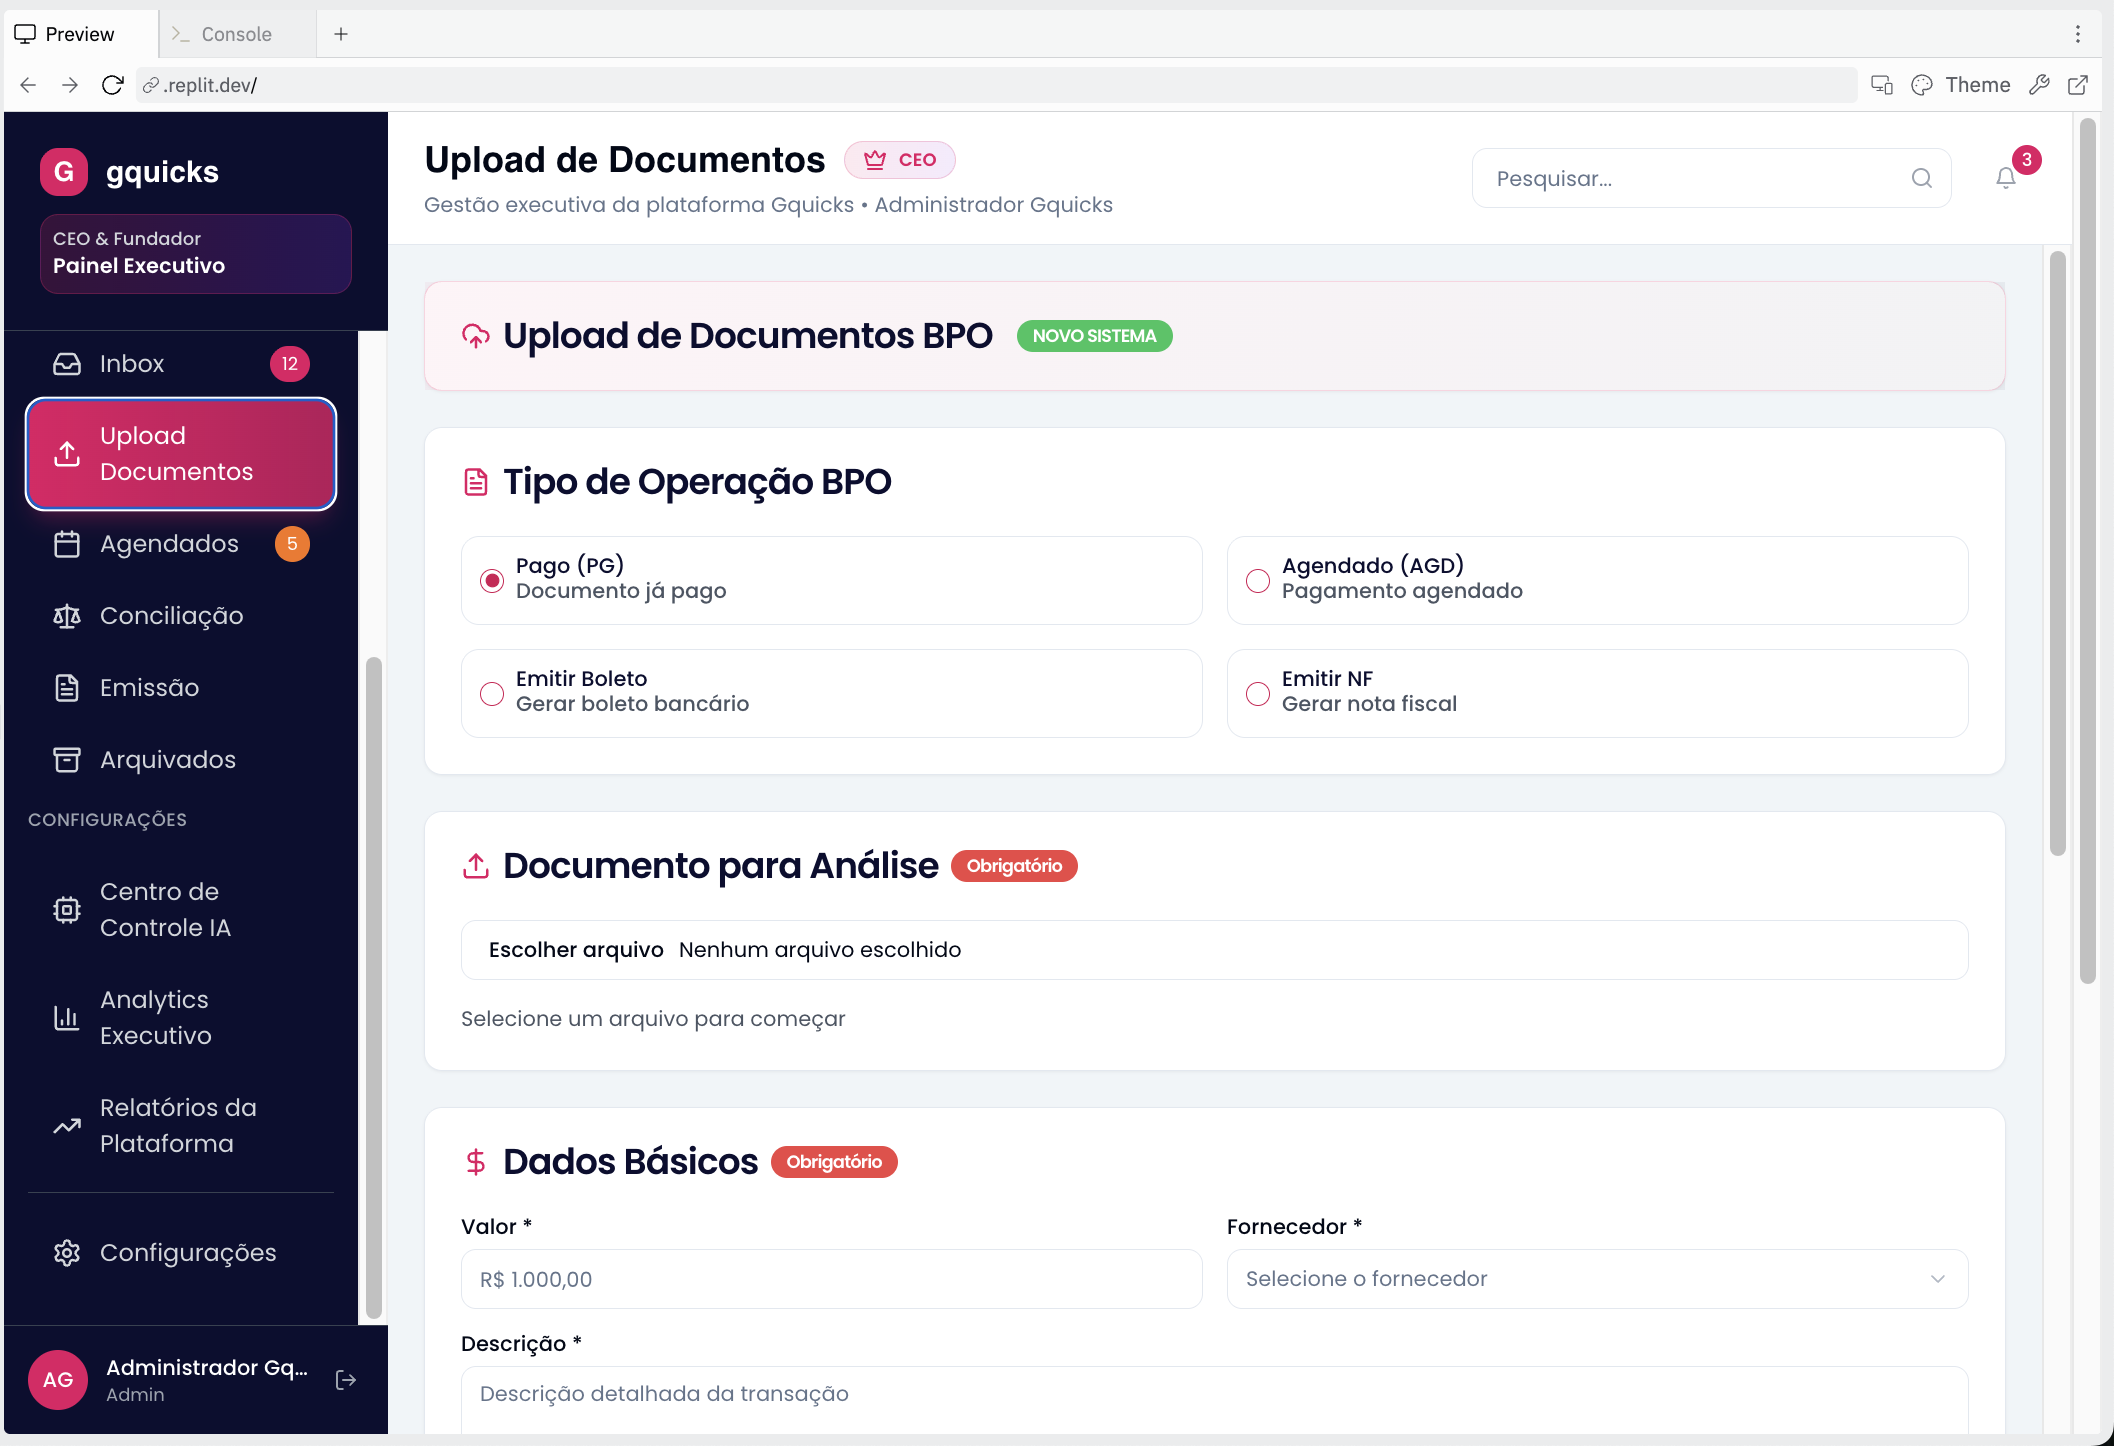 Preview
Console
.replit.dev/
Theme
G
gquicks
CEO & Fundador
Painel Executivo
Inbox
12
Upload
Documentos
Agendados
5
Conciliação
Emissão
Arquivados
CONFIGURAÇÕES
Centro de
Controle IA
Analytics
Executivo
Relatórios da
Plataforma
Configurações
AG
Administrador Gq...
Admin
Upload de Documentos
CEO
Gestão executiva da plataforma Gquicks • Administrador Gquicks
Pesquisar...
3
Upload de Documentos BPO
NOVO SISTEMA
Tipo de Operação BPO
Pago (PG)
Documento já pago
Agendado (AGD)
Pagamento agendado
Emitir Boleto
Gerar boleto bancário
Emitir NF
Gerar nota fiscal
Documento para Análise
Obrigatório
Escolher arquivo Nenhum arquivo escolhido
Selecione um arquivo para começar
Dados Básicos
Obrigatório
Valor *
R$ 1.000,00
Fornecedor *
Selecione o fornecedor
Descrição *
Descrição detalhada da transação